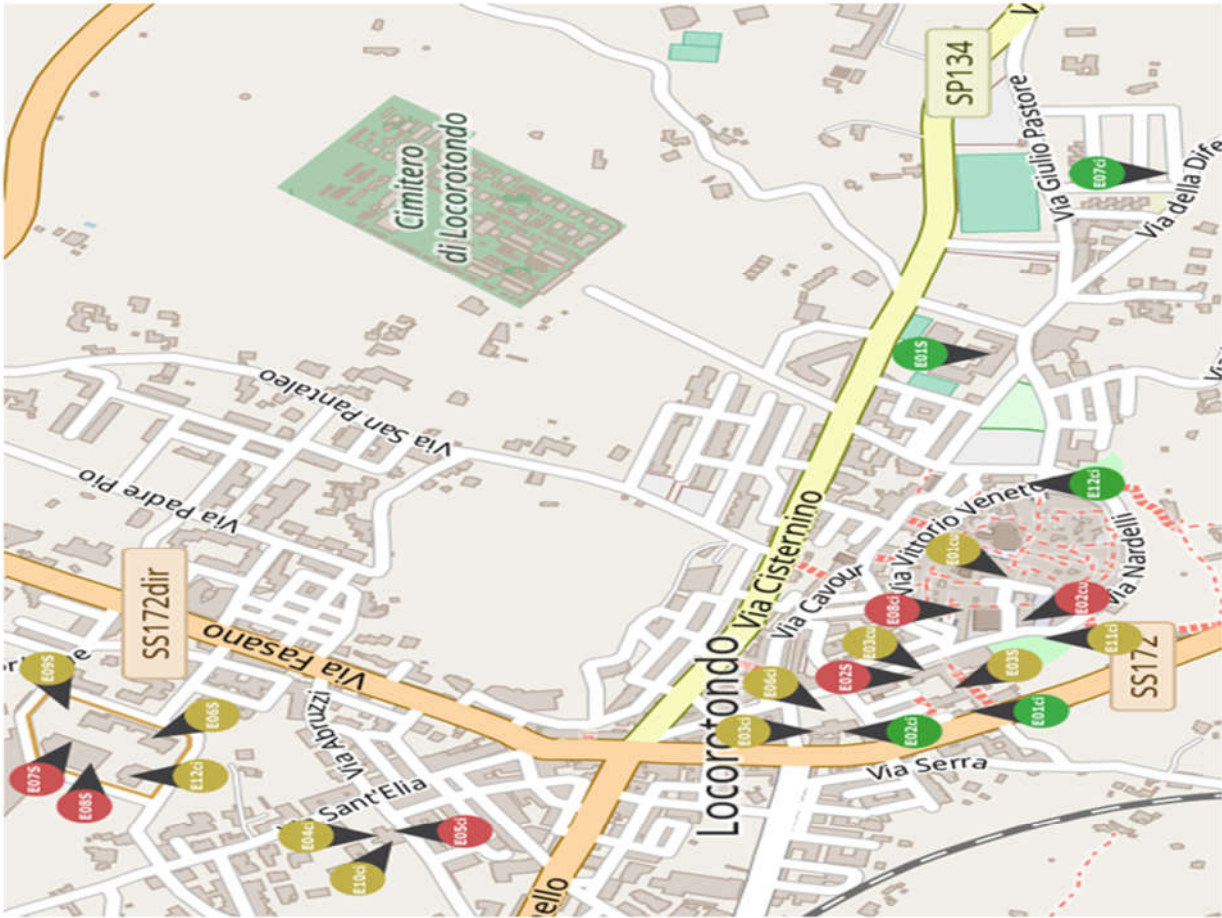 SP134
Via Giulio Pastore
E07ci
Via della Dife
Cimitero
di Locorotondo
E01S
Via San Pantaleo
Via Padre Pio
SS172dir
Via Fasano
Via Cisternino
Via Vittorio Veneto
E12ci
Via Nardelli
E01cu
Via Cavour
E08ci
E02cu
E03cu
E11ci
E02S
E03S
E06ci
Locorotondo
SS172
E03ci
E02ci
E01ci
Via Serra
E09S
E06S
E07S
E08S
E12ci
Via Abruzzi
Sant'Elia
E04ci
E05ci
E10ci
ello